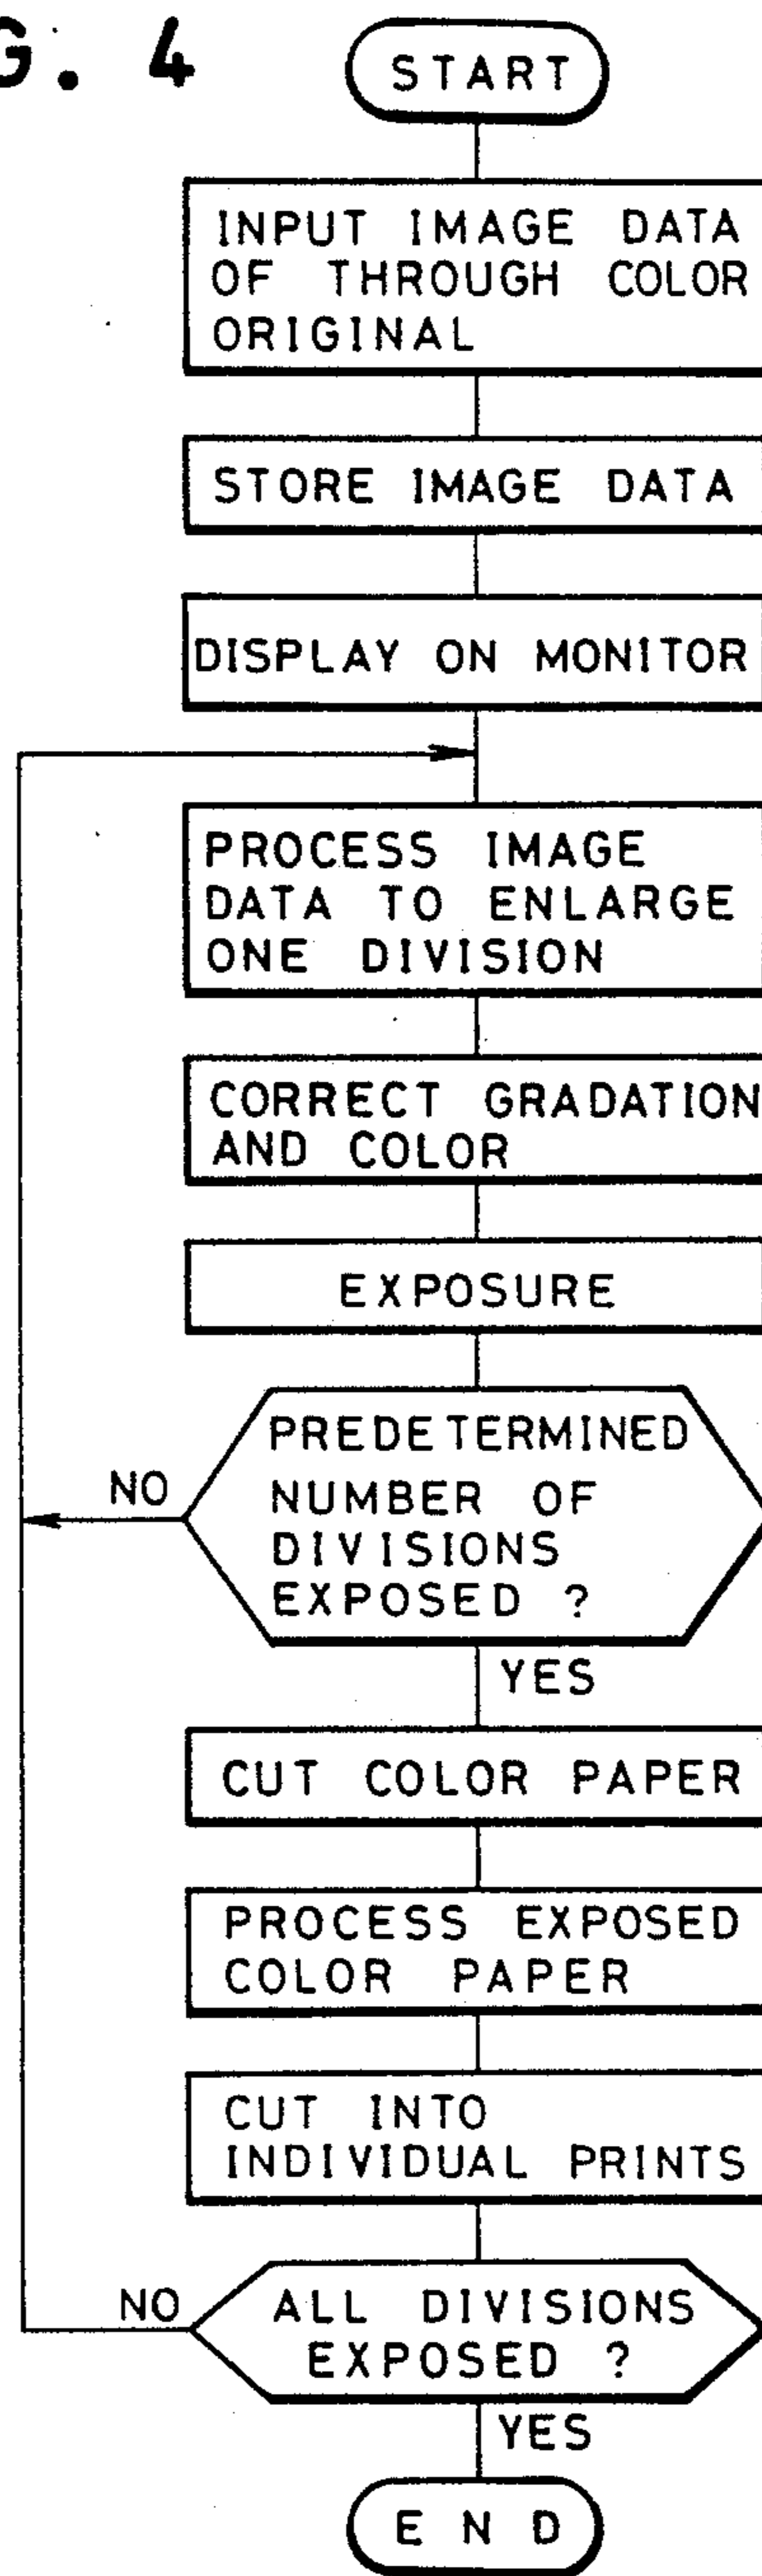 G. 4
START
INPUT IMAGE DATA
OF THROUGH COLOR
ORIGINAL
STORE IMAGE DATA
DISPLAY ON MONITOR
PROCESS IMAGE
DATA TO ENLARGE
ONE DIVISION
CORRECT GRADATION
AND COLOR
EXPOSURE
PREDETERMINED
NUMBER OF
DIVISIONS
EXPOSED ?
NO
YES
CUT COLOR PAPER
PROCESS EXPOSED
COLOR PAPER
CUT INTO
INDIVIDUAL PRINTS
ALL DIVISIONS
EXPOSED ?
NO
YES
END